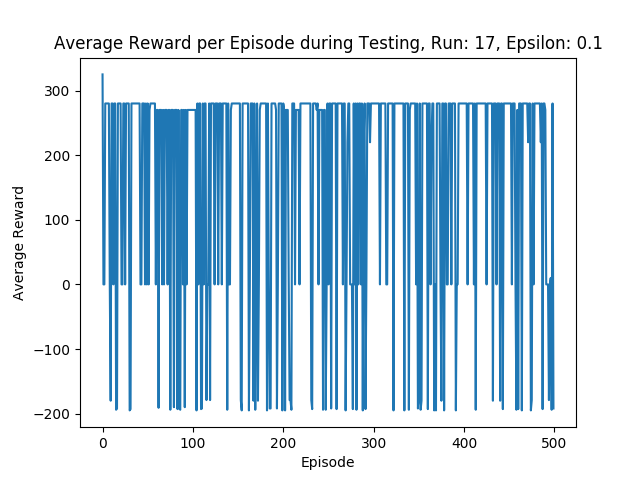 Average Reward per Episode during Testing, Run: 17, Epsilon: 0.1
300
200
100
0
−100
−200
Average Reward
0 100 200 300 400 500
Episode